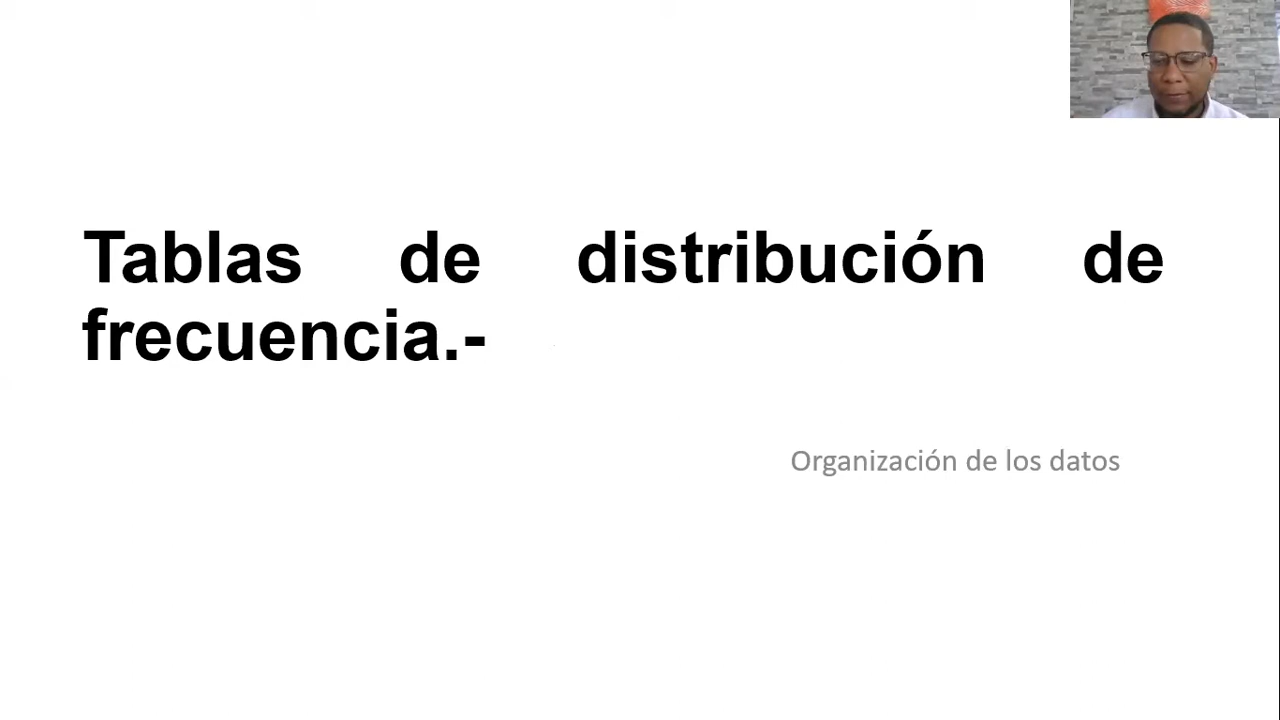 Tablas de distribución de
frecuencia.-
Organización de los datos